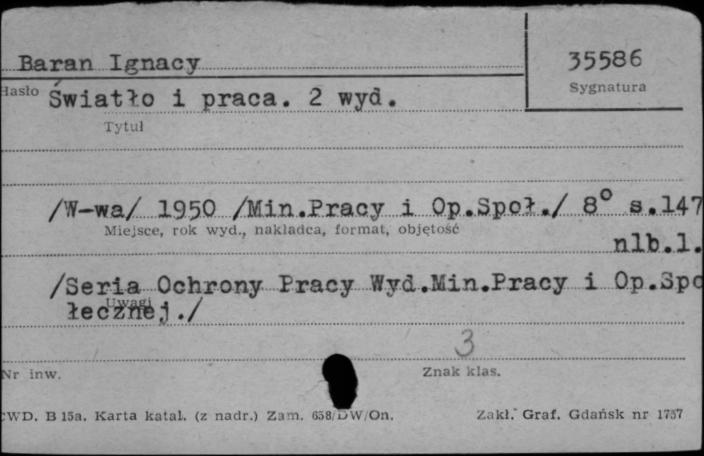 Baran Ignacy
35586
Hasło
Sygnatura
Światło i praca. 2 wyd.
Tytuł
/W-wa/ 1950 /Min.Pracy i Op.Społ./ 8° s.147
Miejsce, rok wyd., nakładca, format, objętość
nlb.1.
/Seria Ochrony Pracy Wyd.Min.Pracy i Op.Spo
Uwagi
łecznej./
3
Nr inw.
Znak klas.
CWD. B 15a. Karta katal. (z nadr.) Zam. 658/DW/On.
Zakł. Graf. Gdańsk nr 1757